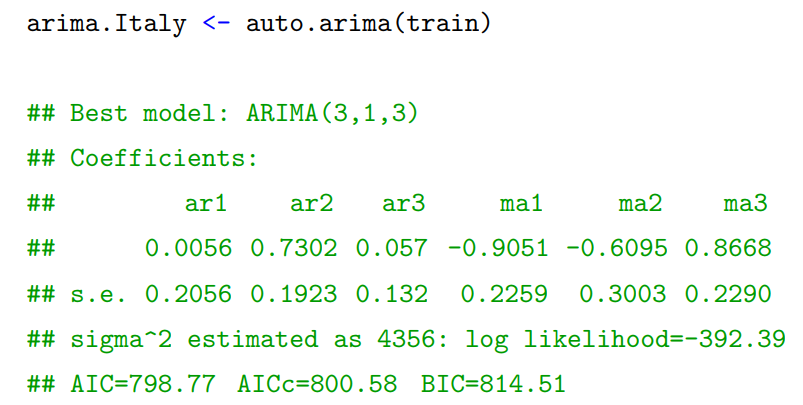 arima.Italy <- auto.arima(train)
## Best model: ARIMA(3,1,3)
## Coefficients:
## ar1 ar2 ar3 ma1 ma2 ma3
## 0.0056 0.7302 0.057 -0.9051 -0.6095 0.8668
## s.e. 0.2056 0.1923 0.132 0.2259 0.3003 0.2290
## sigma^2 estimated as 4356: log likelihood=-392.39
## AIC=798.77 AICc=800.58 BIC=814.51